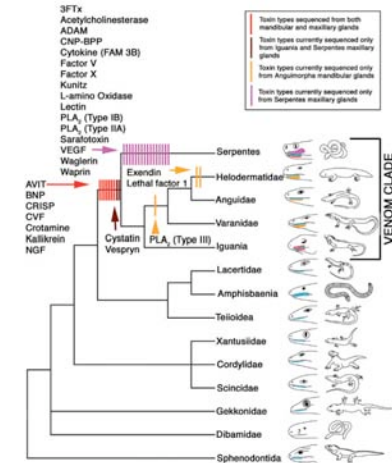 3FTx
Acetylcholinesterase
ADAM
CNP-BPP
Cytokine (FAM 3B)
Factor V
Factor X
Kunitz
L-amino Oxidase
Lectin
PLA₂ (Type IB)
PLA₂ (Type IIA)
Sarafotoxin
VEGF
Waglerin
Waprin
Toxin types sequenced from both
mandibular and maxillary glands
Toxin types currently sequenced only
from Iguania and Serpentes maxillary
glands
Toxin types currently sequenced only
from Anguimorpha mandibular glands
Toxin types currently sequenced only
from Serpentes maxillary glands
AVIT
BNP
CRISP
CVF
Crotamine
Kallikrein
NGF
Exendin
Lethal factor 1
Cystatin
Vespryn
PLA₂ (Type III)
Serpentes
Helodermatidae
Anguidae
Varanidae
Iguania
Lacertidae
Amphisbaenia
Teiioidea
Xantusiidae
Cordylidae
Scincidae
Gekkonidae
Dibamidae
Sphenodontida
VENOM CLADE